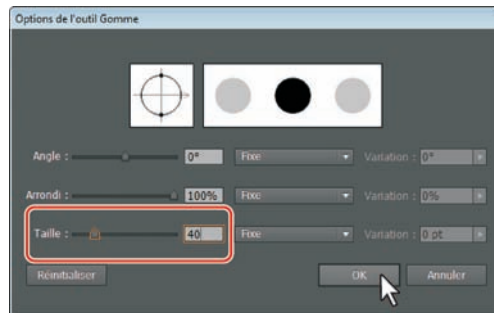 Options de l'outil Gomme
Angle : 0° Fixe Variation : 0°
Arrondi : 100% Fixe Variation : 0%
Taille : 40 Fixe Variation : 0 pt
Réinitialiser OK Annuler